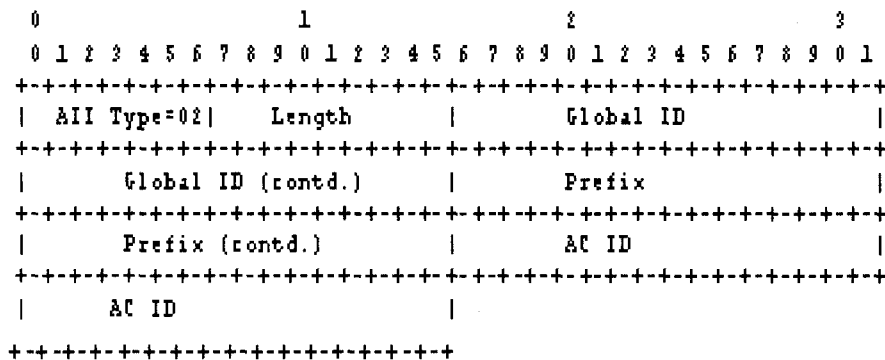 0                   1                   2                   3
0 1 2 3 4 5 6 7 8 9 0 1 2 3 4 5 6 7 8 9 0 1 2 3 4 5 6 7 8 9 0 1
+-+-+-+-+-+-+-+-+-+-+-+-+-+-+-+-+-+-+-+-+-+-+-+-+-+-+-+-+-+-+-+-+
| AII Type=02| Length | Global ID |
+-+-+-+-+-+-+-+-+-+-+-+-+-+-+-+-+-+-+-+-+-+-+-+-+-+-+-+-+-+-+-+-+
| Global ID (contd.) | Prefix |
+-+-+-+-+-+-+-+-+-+-+-+-+-+-+-+-+-+-+-+-+-+-+-+-+-+-+-+-+-+-+-+-+
| Prefix (contd.) | AC ID |
+-+-+-+-+-+-+-+-+-+-+-+-+-+-+-+-+-+-+-+-+-+-+-+-+-+-+-+-+-+-+-+-+
| AC ID |
+-+-+-+-+-+-+-+-+-+-+-+-+-+-+-+-+